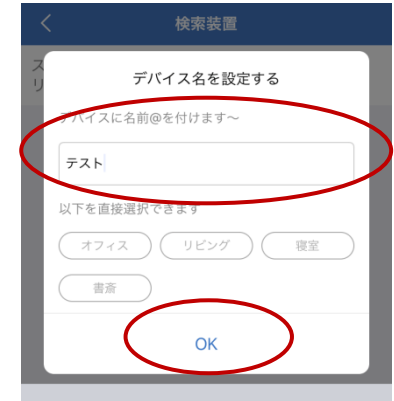 検索装置
ス
リ
デバイス名を設定する
デバイスに名前@を付けます～
テスト
以下を直接選択できます
オフィス リビング 寝室
書斎
OK